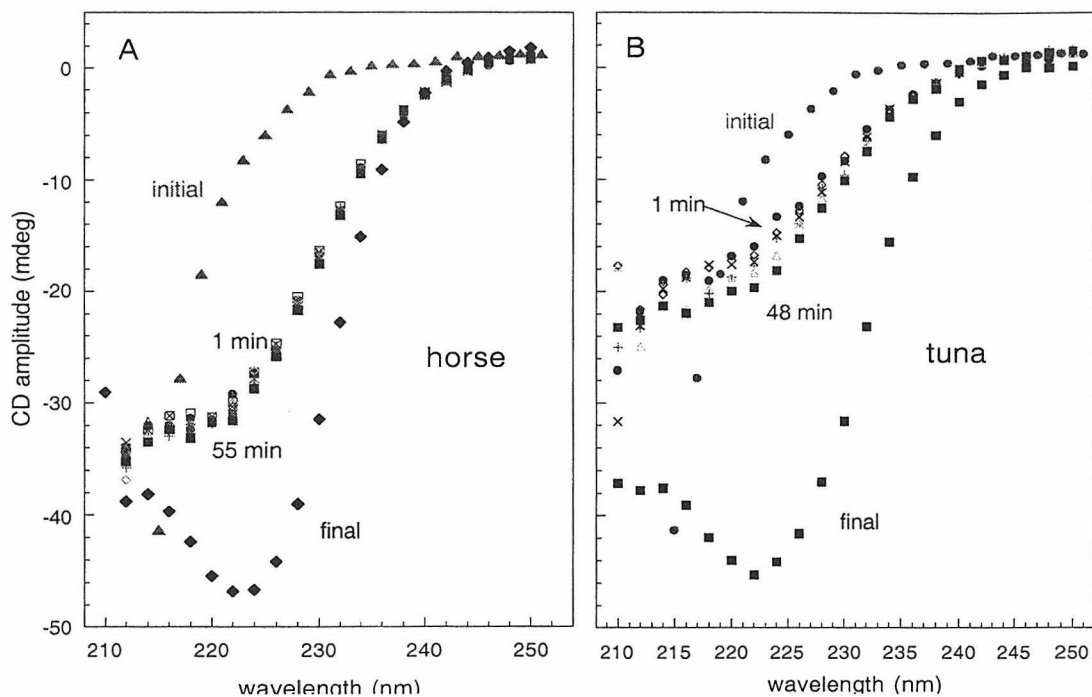 A
B
0
-10
-20
-30
-40
-50
CD amplitude (mdeg)
initial
1 min
horse
55 min
final
initial
1 min
48 min
tuna
final
210 220 230 240 250
210 215 220 225 230 235 240 245 250
wavelength (nm)
wavelength (nm)